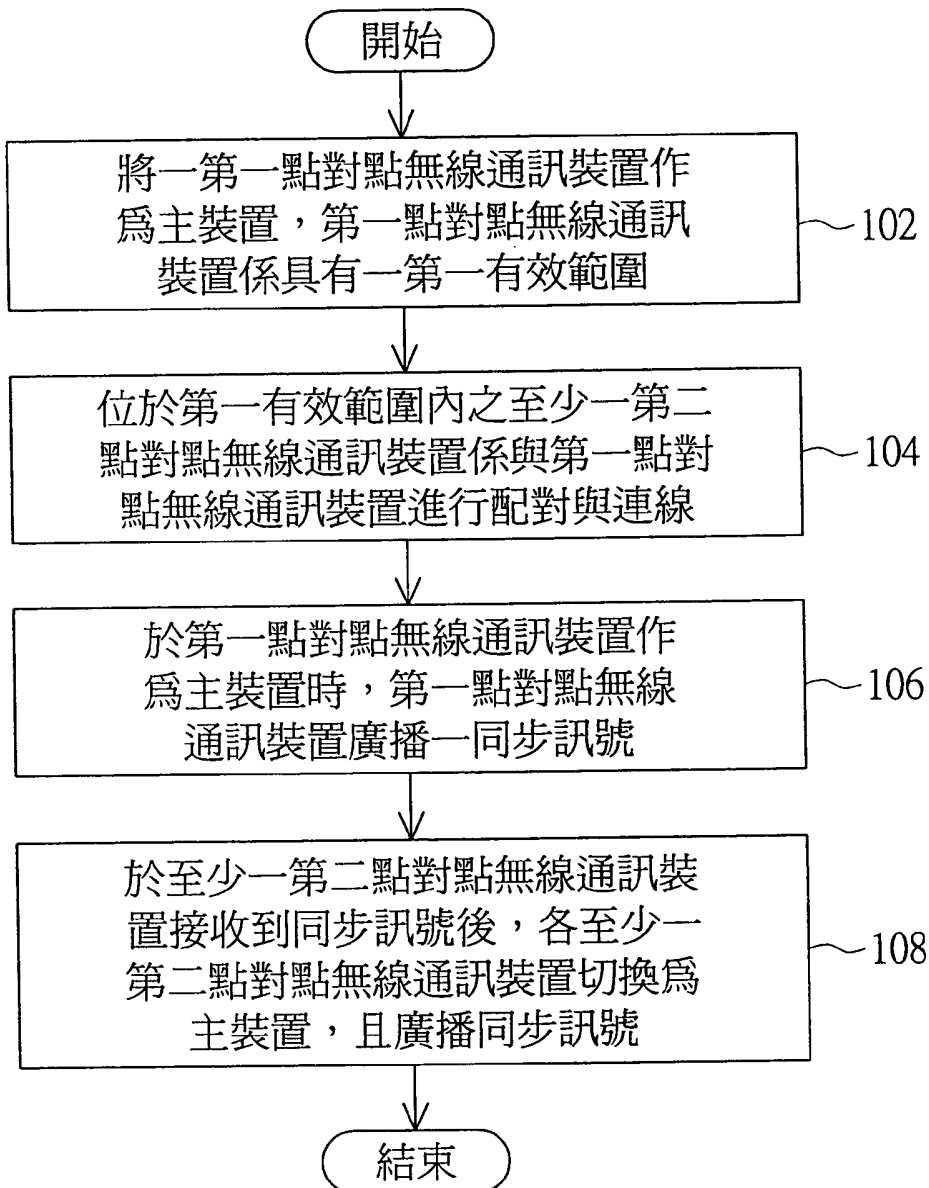 開始
將一第一點對點無線通訊裝置作
爲主裝置，第一點對點無線通訊
裝置係具有一第一有效範圍
102
位於第一有效範圍內之至少一第二
點對點無線通訊裝置係與第一點對
點無線通訊裝置進行配對與連線
104
於第一點對點無線通訊裝置作
爲主裝置時，第一點對點無線
通訊裝置廣播一同步訊號
106
於至少一第二點對點無線通訊裝
置接收到同步訊號後，各至少一
第二點對點無線通訊裝置切換爲
主裝置，且廣播同步訊號
108
結束